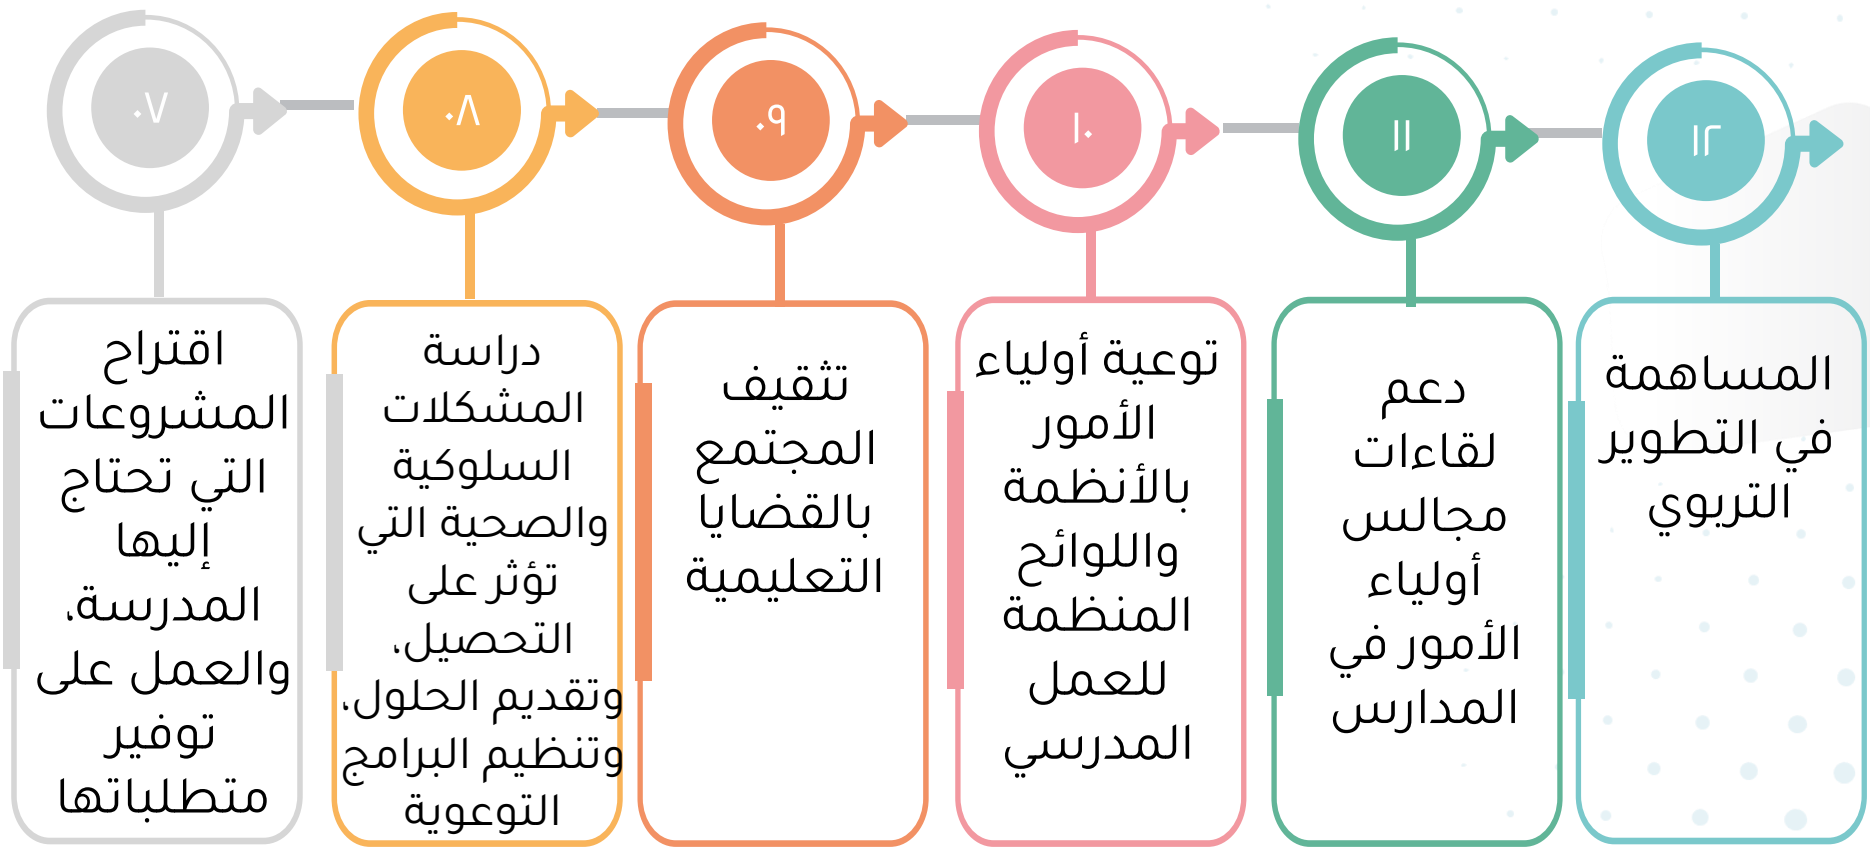 ٠٧
اقتراح
المشروعات
التي تحتاج
إليها
المدرسة،
والعمل على
توفير
متطلباتها
٠٨
دراسة
المشكلات
السلوكية
والصحية التي
تؤثر على
التحصيل،
وتقديم الحلول،
وتنظيم البرامج
التوعوية
٠٩
تثقيف
المجتمع
بالقضايا
التعليمية
١٠
توعية أولياء
الأمور
بالأنظمة
واللوائح
المنظمة
للعمل
المدرسي
١١
دعم
لقاءات
مجالس
أولياء
الأمور في
المدارس
١٢
المساهمة
في التطوير
التربوي